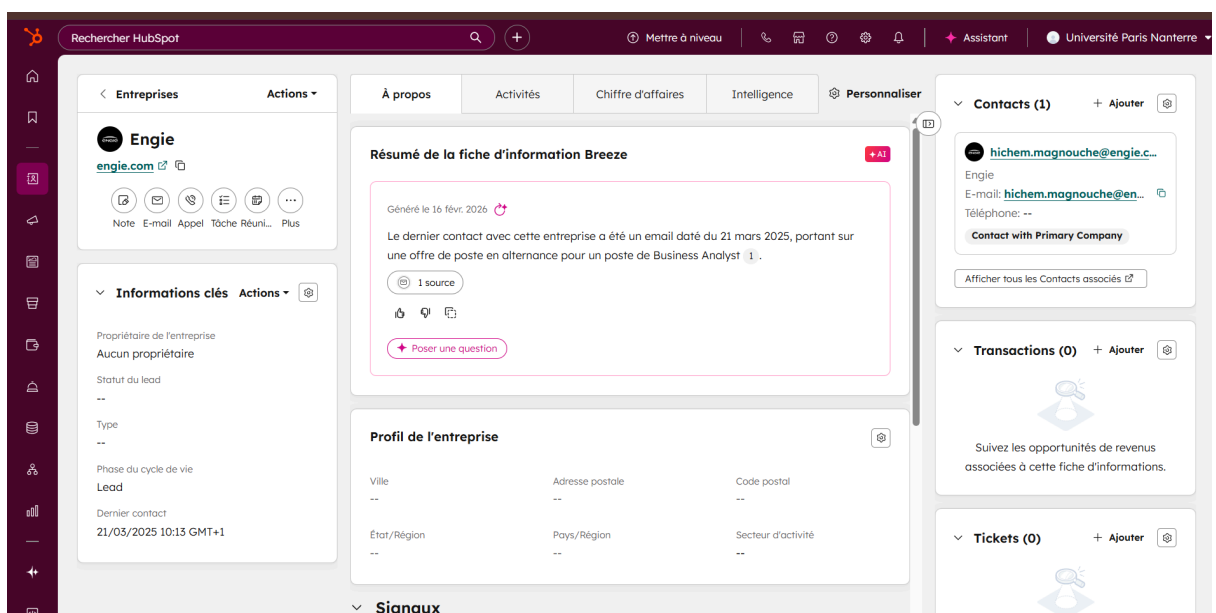 Rechercher HubSpot
Mettre à niveau
Assistant
Université Paris Nanterre
Entreprises
Actions
Engie
engie.com
Note E-mail Appel Tâche Réuni... Plus
Informations clés Actions
Propriétaire de l'entreprise
Aucun propriétaire
Statut du lead
--
Type
--
Phase du cycle de vie
Lead
Dernier contact
21/03/2025 10:13 GMT+1
À propos
Activités
Chiffre d'affaires
Intelligence
Personnaliser
Résumé de la fiche d'information Breeze
AI
Généré le 16 févr. 2026
Le dernier contact avec cette entreprise a été un email daté du 21 mars 2025, portant sur
une offre de poste en alternance pour un poste de Business Analyst 1 .
1 source
Poser une question
Profil de l'entreprise
Ville
--
Adresse postale
--
Code postal
--
État/Région
--
Pays/Région
--
Secteur d'activité
--
Signaux
Contacts (1)
+ Ajouter
hichem.magnouche@engie.c...
Engie
E-mail: hichem.magnouche@en...
Téléphone: --
Contact with Primary Company
Afficher tous les Contacts associés
Transactions (0)
+ Ajouter
Suivez les opportunités de revenus
associées à cette fiche d'informations.
Tickets (0)
+ Ajouter